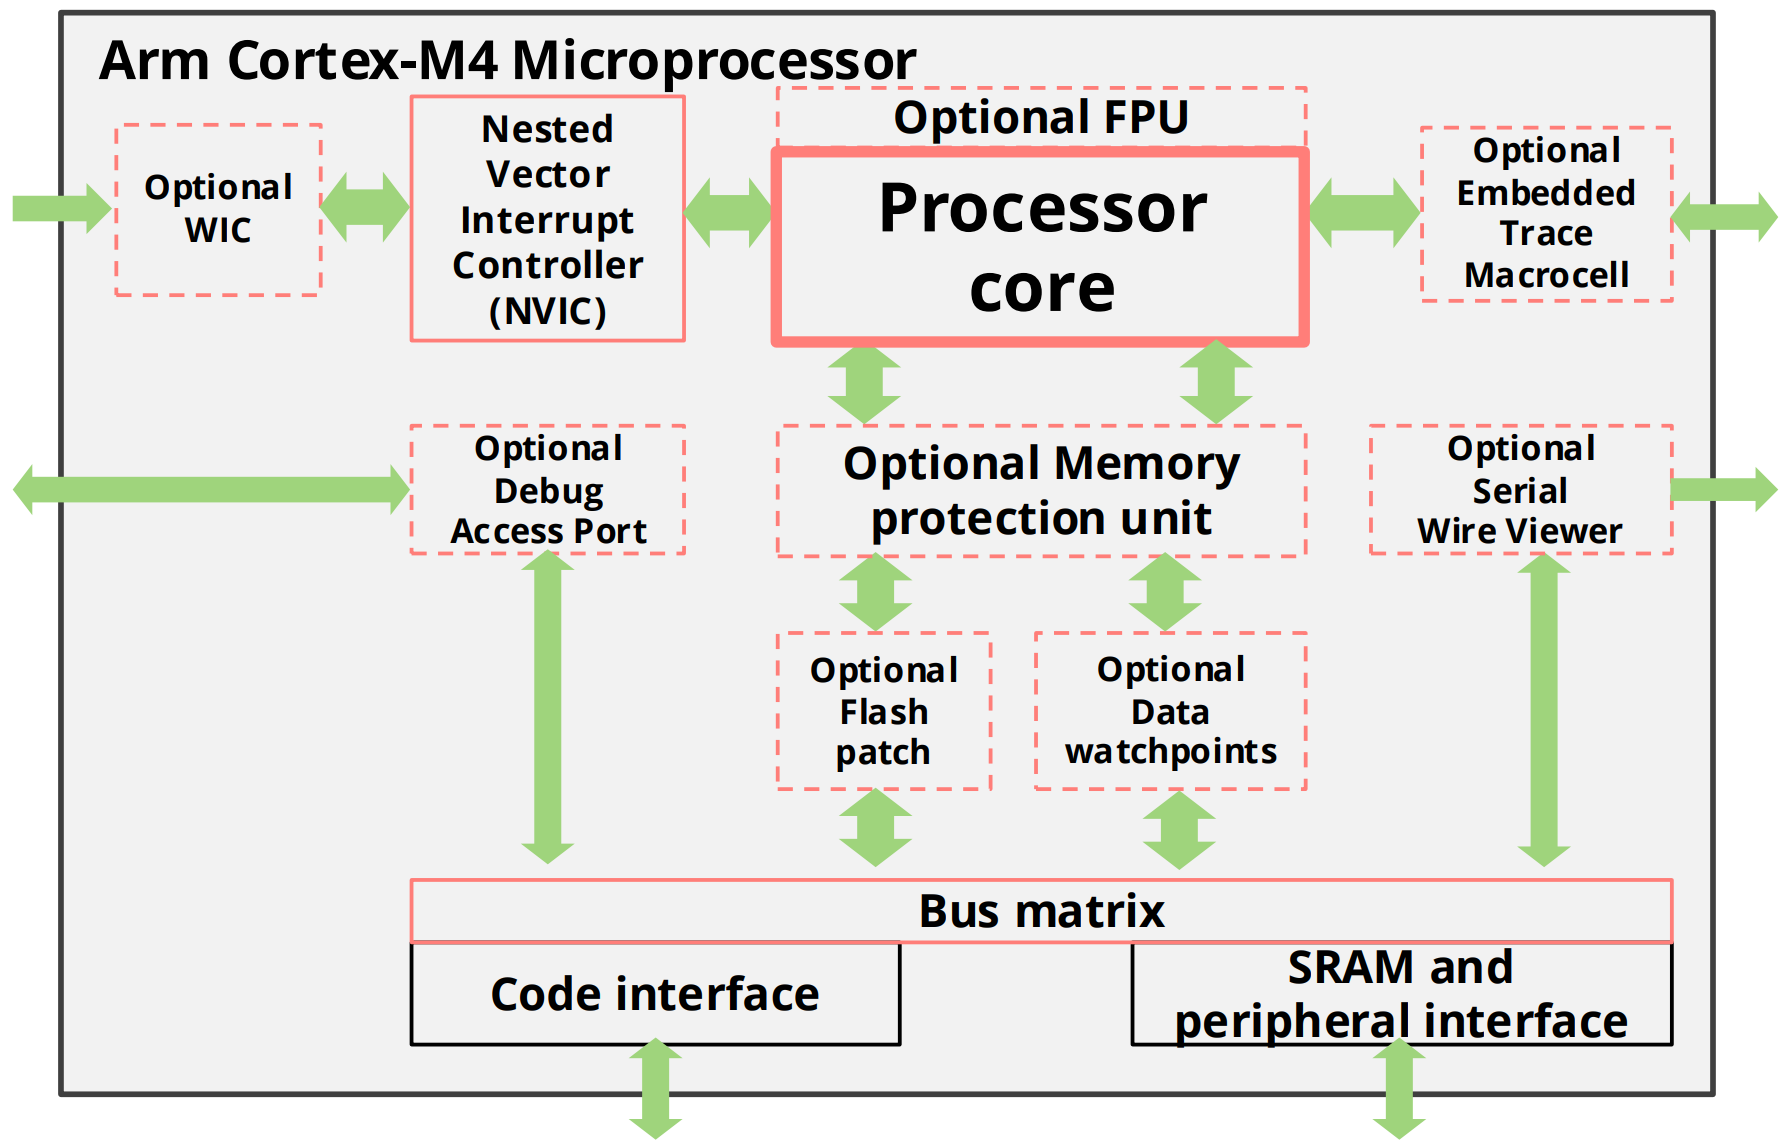 Arm Cortex-M4 Microprocessor
Optional
WIC
Nested
Vector
Interrupt
Controller
(NVIC)
Optional FPU
Processor
core
Optional
Embedded
Trace
Macrocell
Optional
Debug
Access Port
Optional Memory
protection unit
Optional
Serial
Wire Viewer
Optional
Flash
patch
Optional
Data
watchpoints
Bus matrix
Code interface
SRAM and
peripheral interface